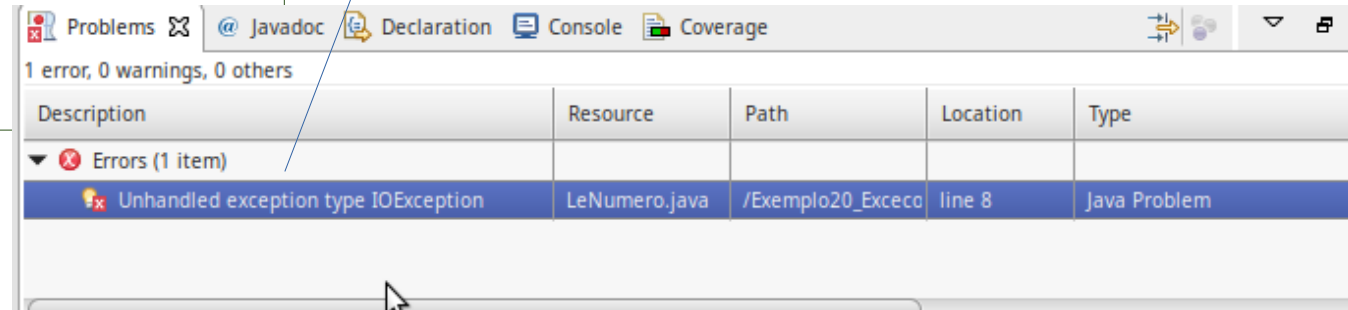 Problems @ Javadoc Declaration Console Coverage
1 error, 0 warnings, 0 others
Description Resource Path Location Type
Errors (1 item)
Unhandled exception type IOException LeNumero.java /Exemplo20_Excecc line 8 Java Problem